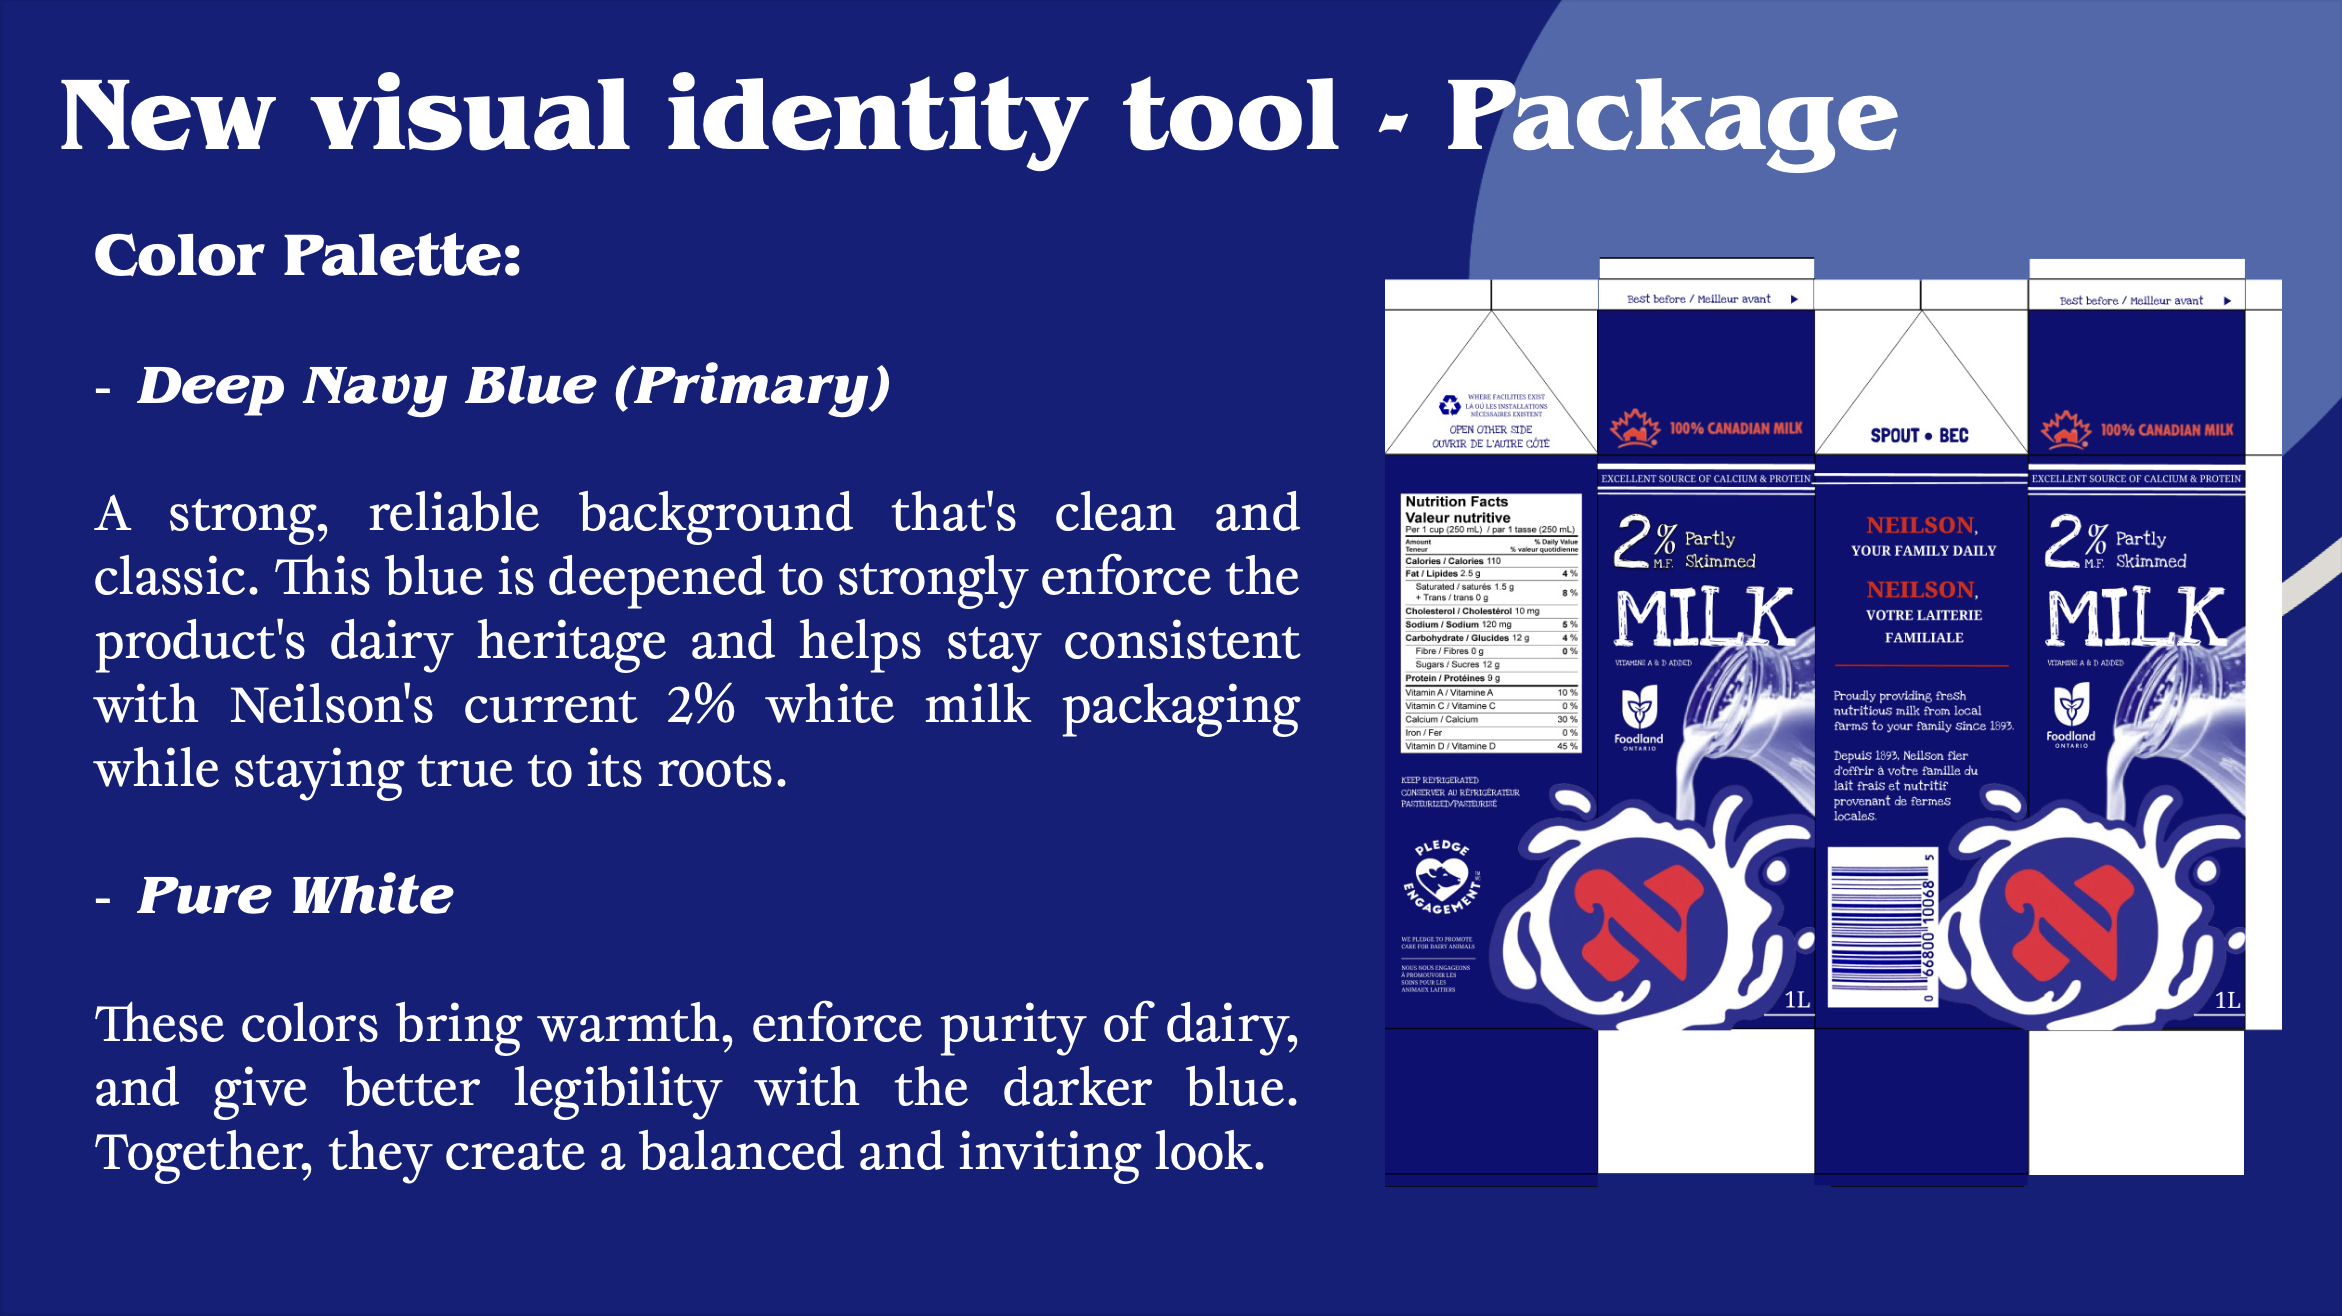 New visual identity tool - Package
Color Palette:
- Deep Navy Blue (Primary)
A strong, reliable background that's clean and
classic. This blue is deepened to strongly enforce the
product's dairy heritage and helps stay consistent
with Neilson's current 2% white milk packaging
while staying true to its roots.
- Pure White
These colors bring warmth, enforce purity of dairy,
and give better legibility with the darker blue.
Together, they create a balanced and inviting look.
WHERE FACILITIES EXIST
LÀ OÙ LES INSTALLATIONS
NÉCESSAIRES EXISTENT
OPEN OTHER SIDE
OUVRIR DE L'AUTRE CÔTÉ
Nutrition Facts
Valeur nutritive
Per 1 cup (250 mL) / par 1 tasse (250 mL)
Amount % Daily Value
Teneur % valeur quotidienne
Calories / Calories 110
Fat / Lipides 2.5 g 4 %
Saturated / saturés 1.5 g
+ Trans / trans 0 g 8 %
Cholesterol / Cholestérol 10 mg
Sodium / Sodium 120 mg 5 %
Carbohydrate / Glucides 12 g 4 %
Fibre / Fibres 0 g 0 %
Sugars / Sucres 12 g
Protein / Protéines 9 g
Vitamin A / Vitamine A 10 %
Vitamin C / Vitamine C 0 %
Calcium / Calcium 30 %
Iron / Fer 0 %
Vitamin D / Vitamine D 45 %
KEEP REFRIGERATED
CONSERVER AU RÉFRIGÉRATEUR
PASTEURIZED/PASTEURISÉ
PLEDGE
ENGAGEMENT
WE PLEDGE TO PROMOTE
CARE FOR DAIRY ANIMALS
NOUS NOUS ENGAGEONS
À PROMOUVOIR LES
SOINS POUR LES
ANIMAUX LAITIERS
Best before / Meilleur avant
100% CANADIAN MILK
EXCELLENT SOURCE OF CALCIUM & PROTEIN
2% Partly
M.F. Skimmed
MILK
VITAMINE A & D ADDED
Foodland
ONTARIO
N
1L
SPOUT • BEC
NEILSON,
YOUR FAMILY DAILY
NEILSON,
VOTRE LAITERIE
FAMILIALE
Proudly providing fresh
nutritious milk from local
farms to your family since 1893.
Depuis 1893, Neilson fier
d'offrir à votre famille du
lait frais et nutritif
provenant de fermes
locales.
0 66800 10068 5
Best before / Meilleur avant
100% CANADIAN MILK
EXCELLENT SOURCE OF CALCIUM & PROTEIN
2% Partly
M.F. Skimmed
MILK
VITAMINE A & D ADDED
Foodland
ONTARIO
N
1L